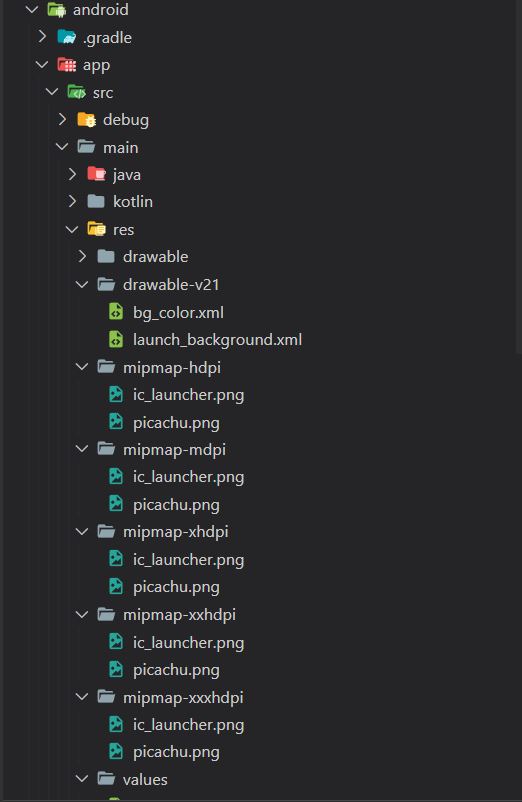 android
.gradle
app
src
debug
main
java
kotlin
res
drawable
drawable-v21
bg_color.xml
launch_background.xml
mipmap-hdpi
ic_launcher.png
picachu.png
mipmap-mdpi
ic_launcher.png
picachu.png
mipmap-xhdpi
ic_launcher.png
picachu.png
mipmap-xxhdpi
ic_launcher.png
picachu.png
mipmap-xxxhdpi
ic_launcher.png
picachu.png
values